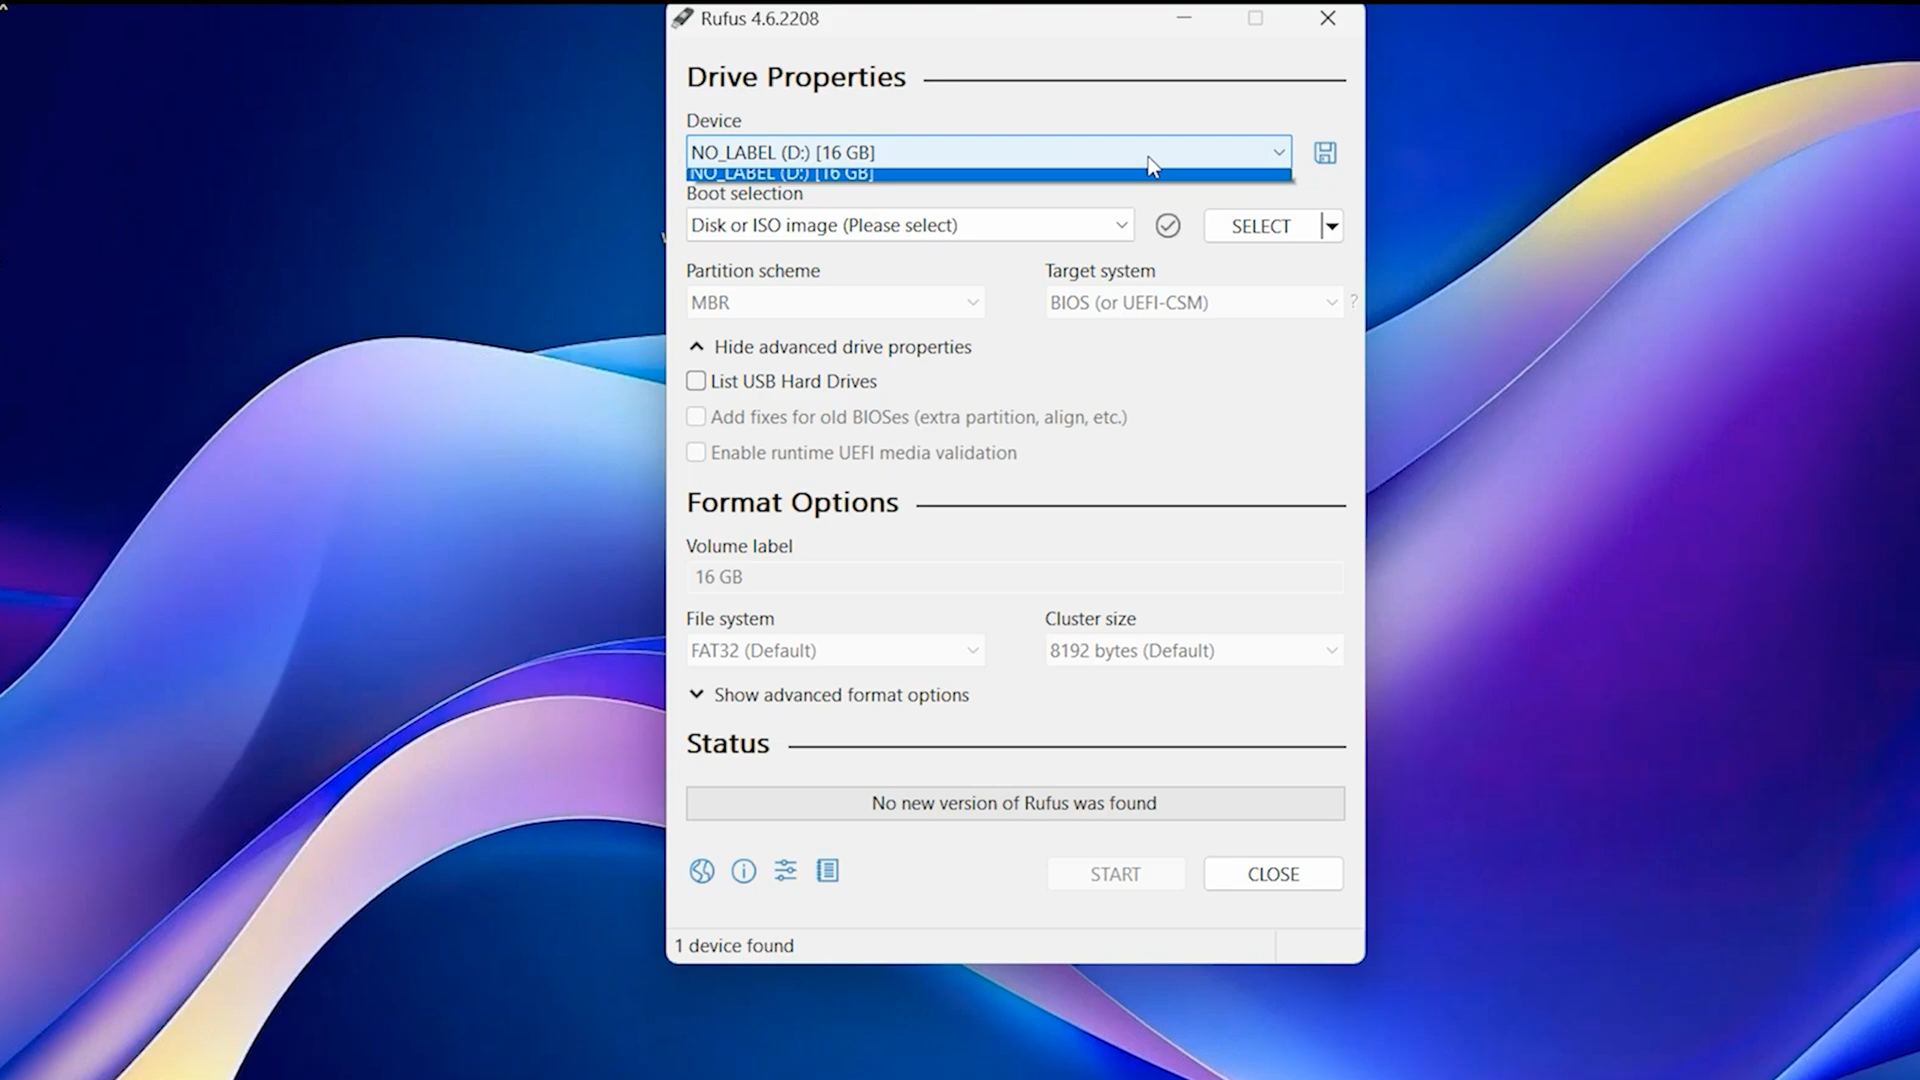 Rufus 4.6.2208
Drive Properties
Device
NO_LABEL (D:) [16 GB]
NO_LABEL (D:) [16 GB]
Boot selection
Disk or ISO image (Please select)
SELECT
Partition scheme
Target system
MBR
BIOS (or UEFI-CSM)
?
Hide advanced drive properties
List USB Hard Drives
Add fixes for old BIOSes (extra partition, align, etc.)
Enable runtime UEFI media validation
Format Options
Volume label
16 GB
File system
Cluster size
FAT32 (Default)
8192 bytes (Default)
Show advanced format options
Status
No new version of Rufus was found
START
CLOSE
1 device found